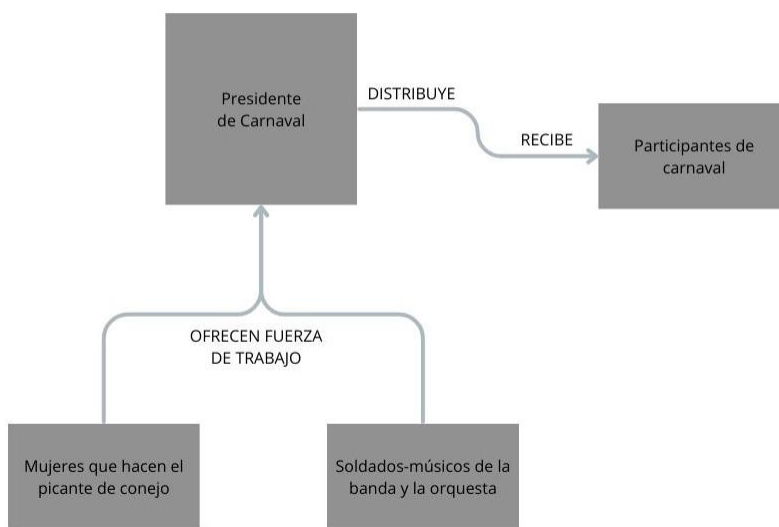 Presidente
de Carnaval
DISTRIBUYE
RECIBE
Participantes de
carnaval
OFRECEN FUERZA
DE TRABAJO
Mujeres que hacen el
picante de conejo
Soldados-músicos de la
banda y la orquesta